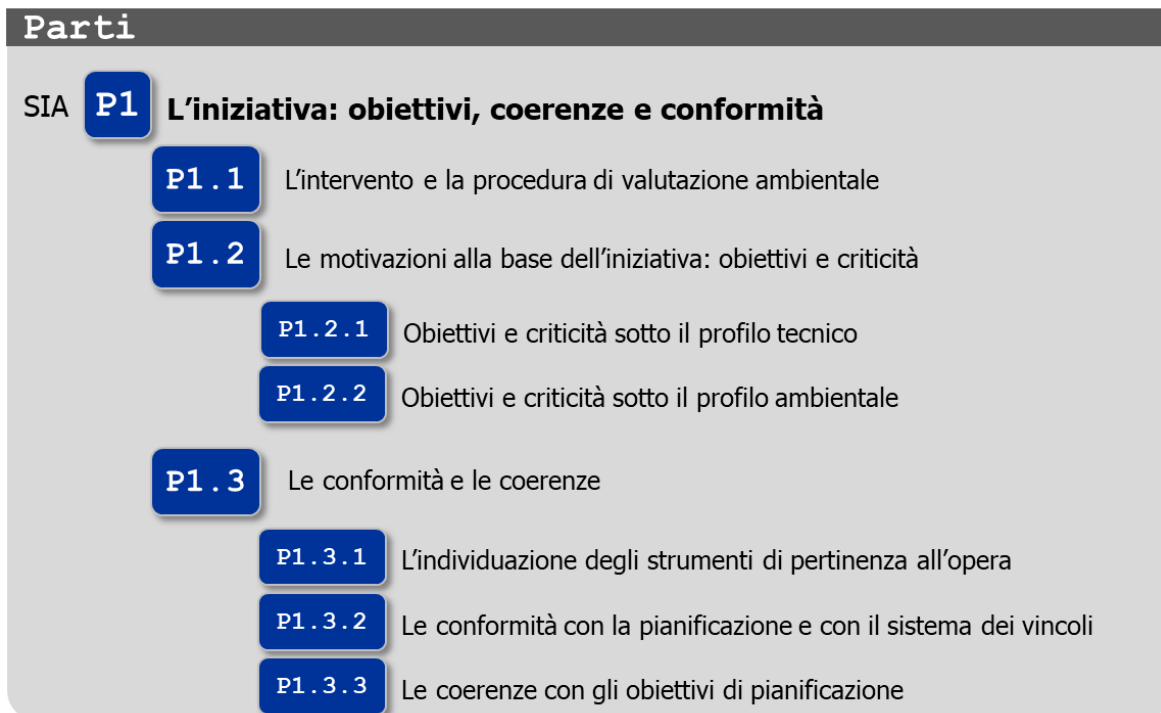 Parti
SIA P1 L'iniziativa: obiettivi, coerenze e conformità
P1.1 L'intervento e la procedura di valutazione ambientale
P1.2 Le motivazioni alla base dell'iniziativa: obiettivi e criticità
P1.2.1 Obiettivi e criticità sotto il profilo tecnico
P1.2.2 Obiettivi e criticità sotto il profilo ambientale
P1.3 Le conformità e le coerenze
P1.3.1 L'individuazione degli strumenti di pertinenza all'opera
P1.3.2 Le conformità con la pianificazione e con il sistema dei vincoli
P1.3.3 Le coerenze con gli obiettivi di pianificazione